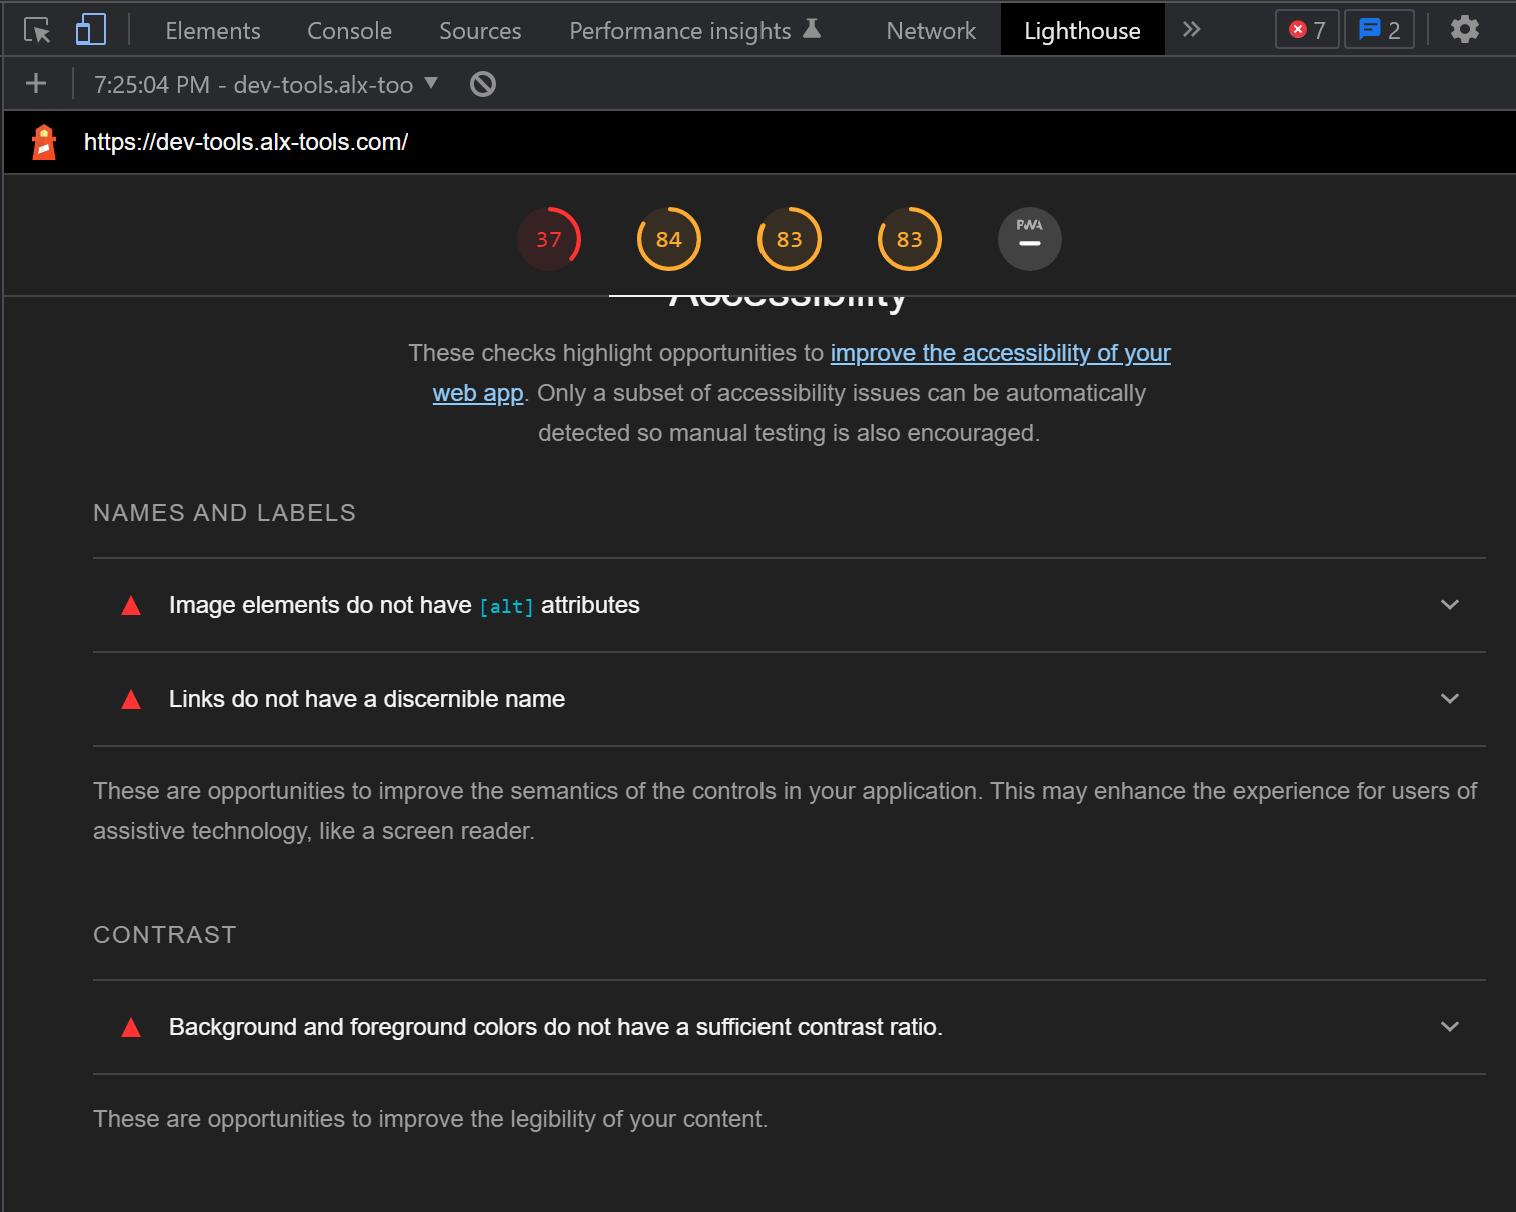 Elements Console Sources Performance insights Network Lighthouse 7 2
7:25:04 PM - dev-tools.alx-too
https://dev-tools.alx-tools.com/
37 84 83 83 PWA
Accessibility
These checks highlight opportunities to improve the accessibility of your
web app. Only a subset of accessibility issues can be automatically
detected so manual testing is also encouraged.
NAMES AND LABELS
Image elements do not have [alt] attributes
Links do not have a discernible name
These are opportunities to improve the semantics of the controls in your application. This may enhance the experience for users of
assistive technology, like a screen reader.
CONTRAST
Background and foreground colors do not have a sufficient contrast ratio.
These are opportunities to improve the legibility of your content.